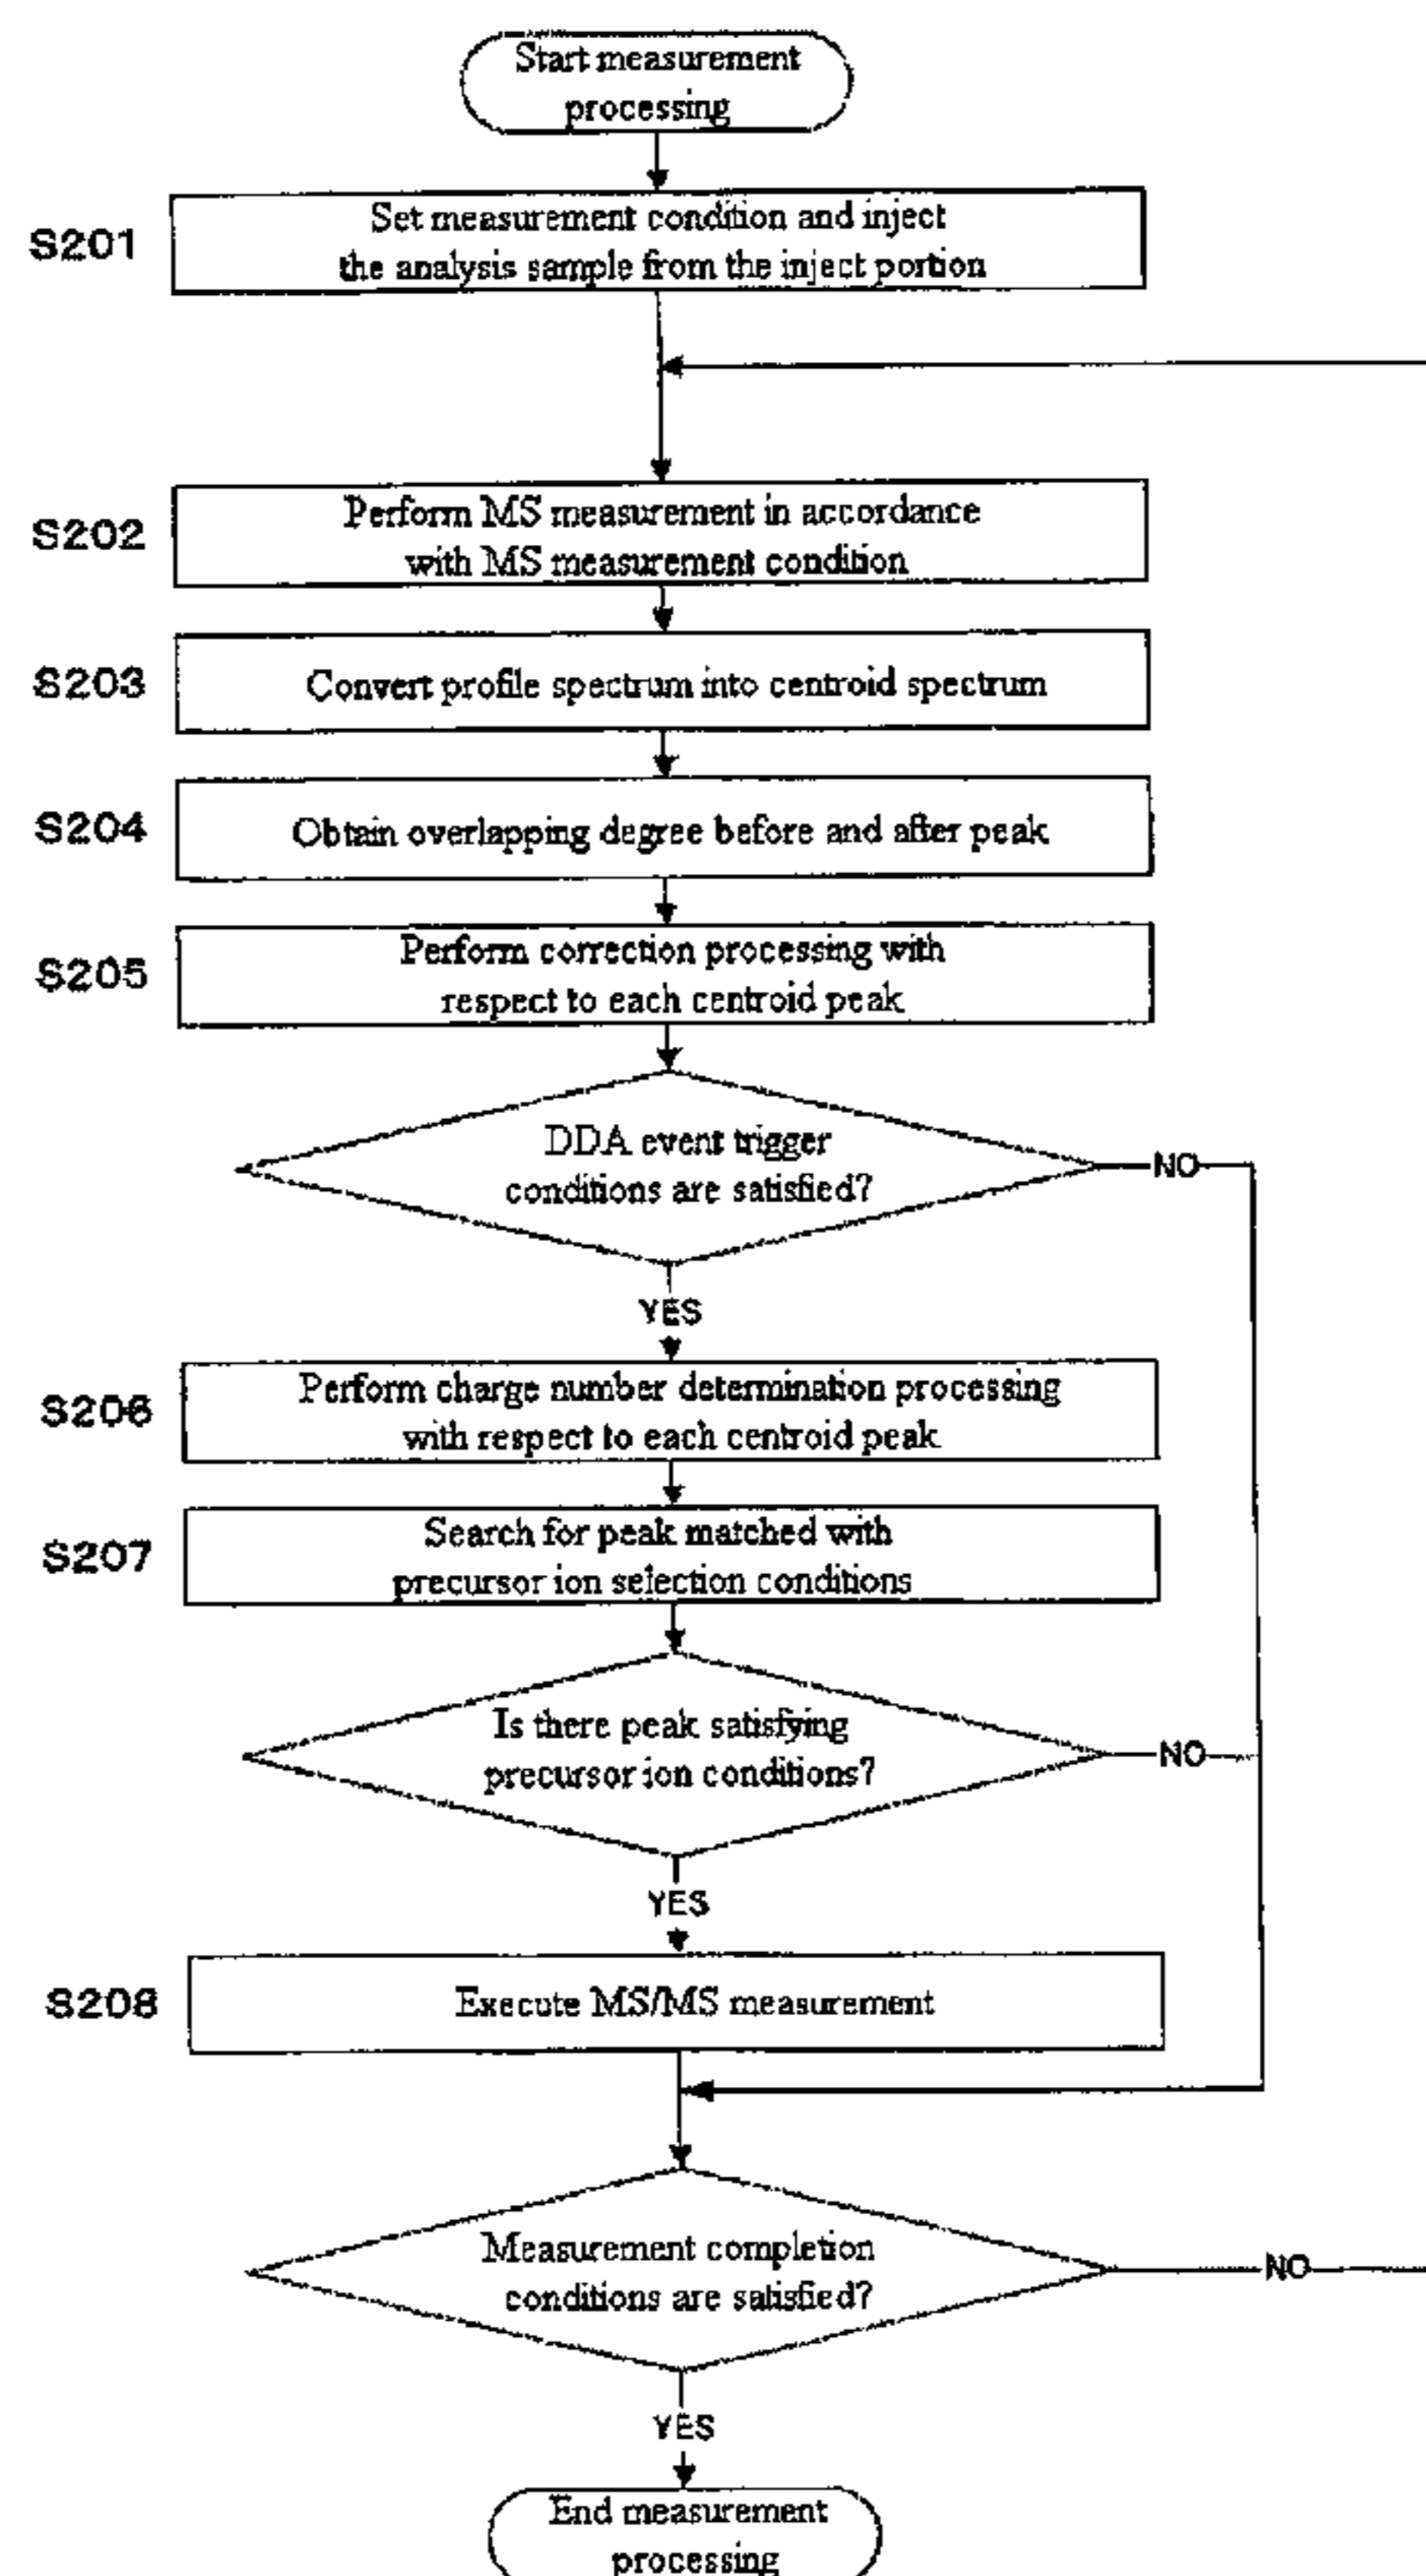 Start measurement
processing
S201
Set measurement condition and inject
the analysis sample from the inject portion
S202
Perform MS measurement in accordance
with MS measurement condition
S203
Convert profile spectrum into centroid spectrum
S204
Obtain overlapping degree before and after peak
S205
Perform correction processing with
respect to each centroid peak
DDA event trigger
conditions are satisfied?
NO
YES
S206
Perform charge number determination processing
with respect to each centroid peak
S207
Search for peak matched with
precursor ion selection conditions
Is there peak satisfying
precursor ion conditions?
NO
YES
S208
Execute MS/MS measurement
Measurement completion
conditions are satisfied?
NO
YES
End measurement
processing